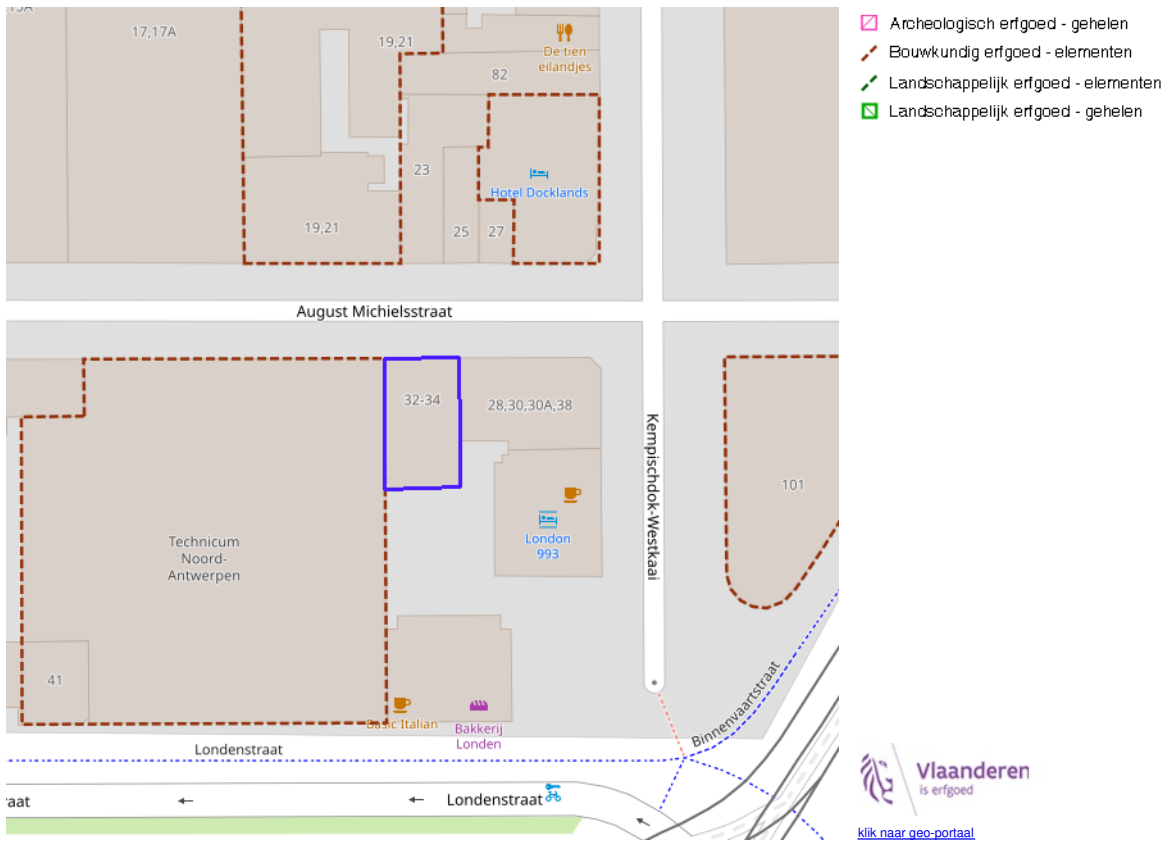 17,17A
19,21
De tien
eilandjes
82
23
Hotel Docklands
19,21
25
27
August Michielsstraat
32-34
28,30,30A,38
Kempischdok-Westkaai
101
London
993
Technicum
Noord-
Antwerpen
41
Basic Italian
Bakkerij
Londen
Binnenvaartstraat
Londenstraat
raat
Londenstraat
Archeologisch erfgoed - gehelen
Bouwkundig erfgoed - elementen
Landschappelijk erfgoed - elementen
Landschappelijk erfgoed - gehelen
Vlaanderen
is erfgoed
klik naar geo-portaal